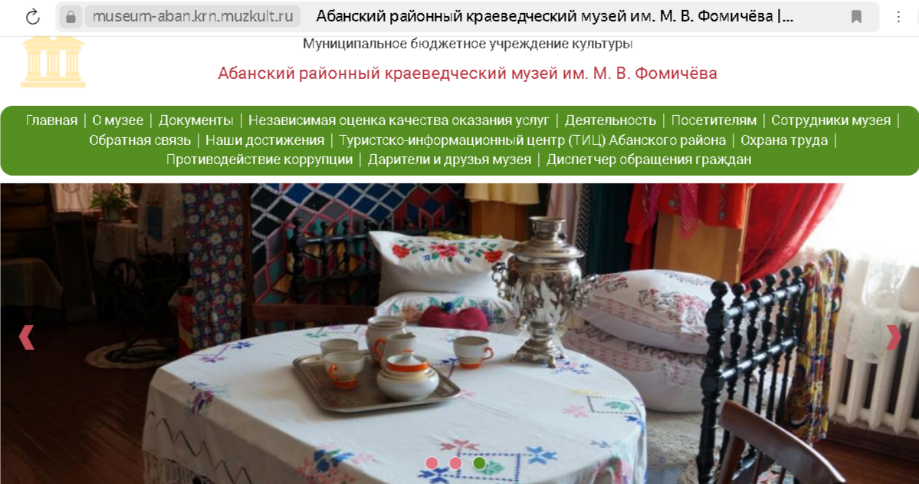 museum-aban.krn.muzkult.ru Абанский районный краеведческий музей им. М. В. Фомичёва |...
Муниципальное бюджетное учреждение культуры
Абанский районный краеведческий музей им. М. В. Фомичёва
Главная | О музее | Документы | Независимая оценка качества оказания услуг | Деятельность | Посетителям | Сотрудники музея |
Обратная связь | Наши достижения | Туристско-информационный центр (ТИЦ) Абанского района | Охрана труда |
Противодействие коррупции | Дарители и друзья музея | Диспетчер обращения граждан